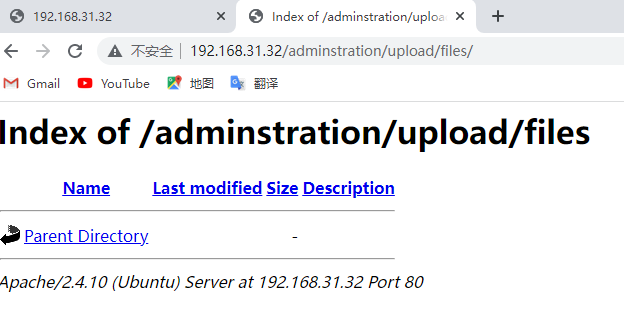 192.168.31.32
Index of /adminstration/upload
不安全 192.168.31.32/adminstration/upload/files/
Gmail YouTube 地图 翻译
Index of /adminstration/upload/files
Name Last modified Size Description
Parent Directory -
Apache/2.4.10 (Ubuntu) Server at 192.168.31.32 Port 80